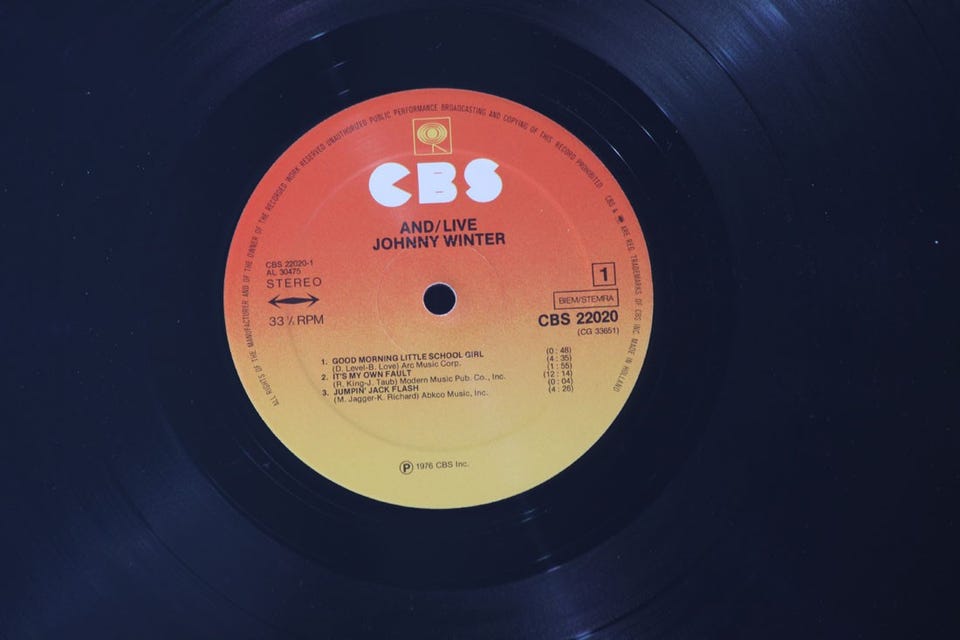 ALL RIGHTS OF THE MANUFACTURER AND OF THE OWNER OF THE RECORDED WORK RESERVED UNAUTHORIZED PUBLIC PERFORMANCE BROADCASTING AND COPYING OF THIS RECORD PROHIBITED CBS & ARE REG. TRADEMARKS OF CBS INC. MADE IN HOLLAND
CBS
AND/LIVE
JOHNNY WINTER
CBS 22020-1
AL 30475
STEREO
33⅓ RPM
1
BIEM/STEMRA
CBS 22020
(CG 33651)
1. GOOD MORNING LITTLE SCHOOL GIRL (0 : 48)
(D. Level-B. Love) Arc Music Corp. (4 : 35)
2. IT'S MY OWN FAULT (1 : 55)
(R. King-J. Taub) Modern Music Pub. Co., Inc. (12 : 14)
3. JUMPIN' JACK FLASH (0 : 04)
(M. Jagger-K. Richard) Abkco Music, Inc. (4 : 26)
Ⓟ 1976 CBS Inc.